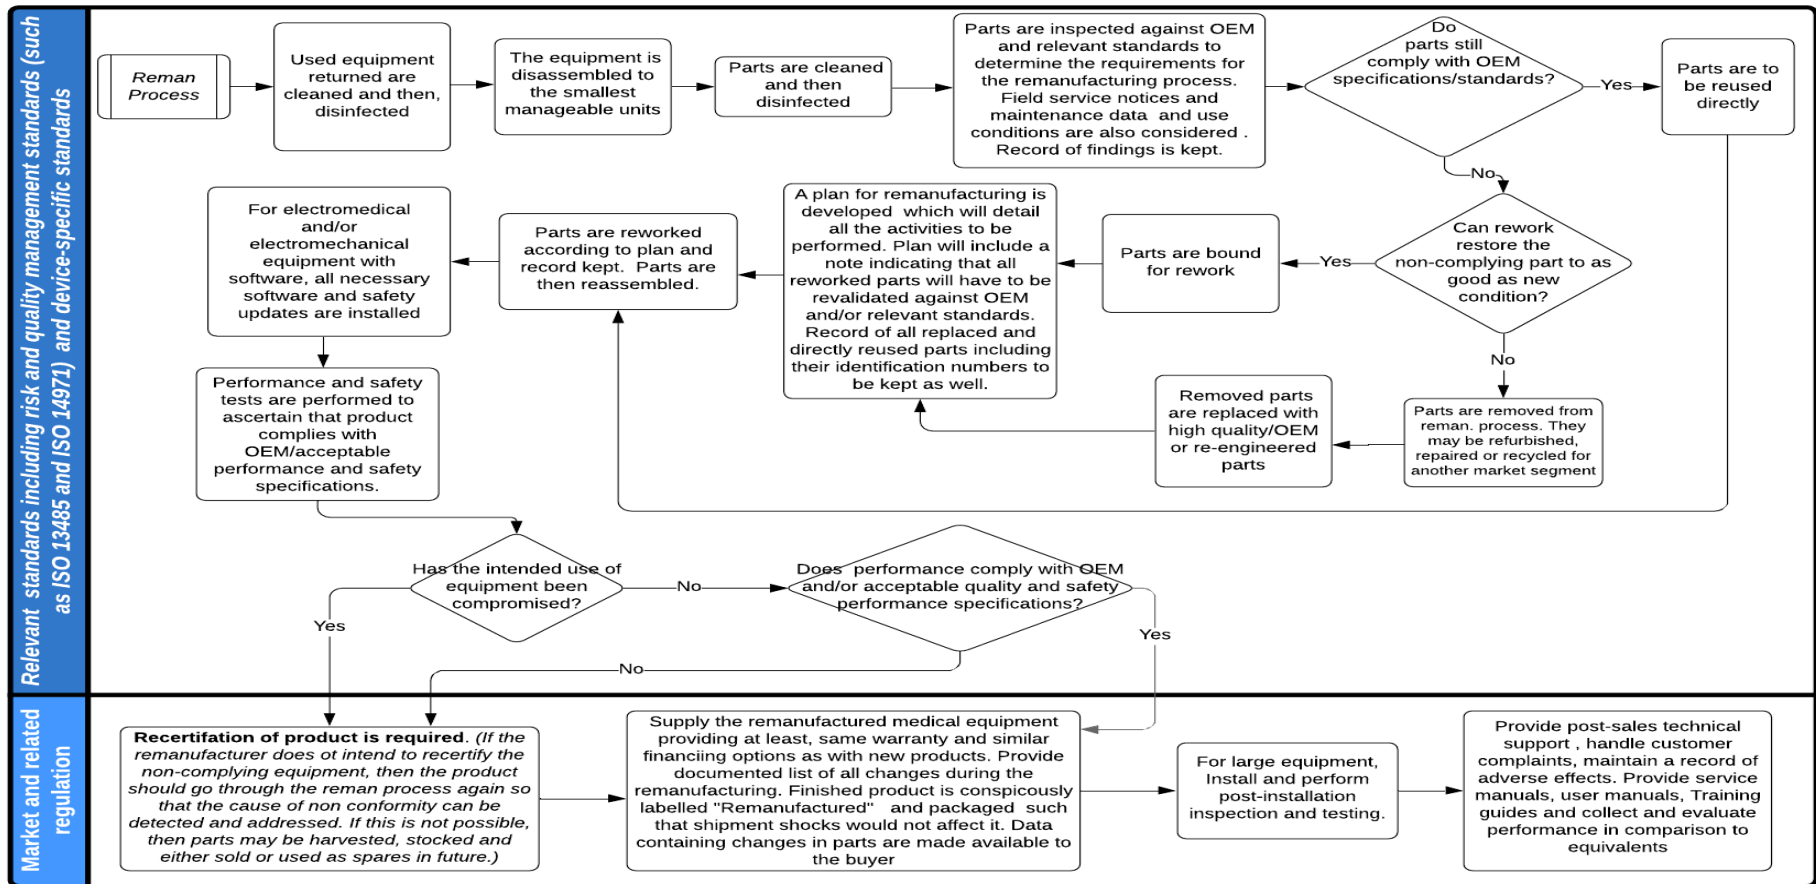 Relevant  standards including risk and quality management standards (such
as ISO 13485 and ISO 14971)  and device-specific standards
Reman
Process
Used equipment
returned are
cleaned and then,
disinfected
The equipment is
disassembled to
the smallest
manageable units
Parts are cleaned
and then
disinfected
Parts are inspected against OEM
and relevant standards to
determine the requirements for
the remanufacturing process.
Field service notices and
maintenance data  and use
conditions are also considered .
Record of findings is kept.
Do
parts still
comply with OEM
specifications/standards?
Yes
Parts are to
be reused
directly
No
Can rework
restore the
non-complying part to as
good as new
condition?
Yes
Parts are bound
for rework
A plan for remanufacturing is
developed  which will detail
all the activities to be
performed. Plan will include a
note indicating that all
reworked parts will have to be
revalidated against OEM
and/or relevant standards.
Record of all replaced and
directly reused parts including
their identification numbers to
be kept as well.
Parts are reworked
according to plan and
record kept.  Parts are
then reassembled.
For electromedical
and/or
electromechanical
equipment with
software, all necessary
software and safety
updates are installed
No
Parts are removed from
reman. process. They
may be refurbished,
repaired or recycled for
another market segment
Removed parts
are replaced with
high quality/OEM
or re-engineered
parts
Performance and safety
tests are performed to
ascertain that product
complies with
OEM/acceptable
performance and safety
specifications.
Has the intended use of
equipment been
compromised?
No
Does  performance comply with OEM
and/or acceptable quality and safety
performance specifications?
Yes
Yes
No
Market and related
regulation
Recertifation of product is required. (If the
remanufacturer does ot intend to recertify the
non-complying equipment, then the product
should go through the reman process again so
that the cause of non conformity can be
detected and addressed. If this is not possible,
then parts may be harvested, stocked and
either sold or used as spares in future.)
Supply the remanufactured medical equipment
providing at least, same warranty and similar
financiing options as with new products. Provide
documented list of all changes during the
remanufacturing. Finished product is conspicously
labelled "Remanufactured"   and packaged  such
that shipment shocks would not affect it. Data
containing changes in parts are made available to
the buyer
For large equipment,
Install and perform
post-installation
inspection and testing.
Provide post-sales technical
support , handle customer
complaints, maintain a record of
adverse effects. Provide service
manuals, user manuals, Training
guides and collect and evaluate
performance in comparison to
equivalents